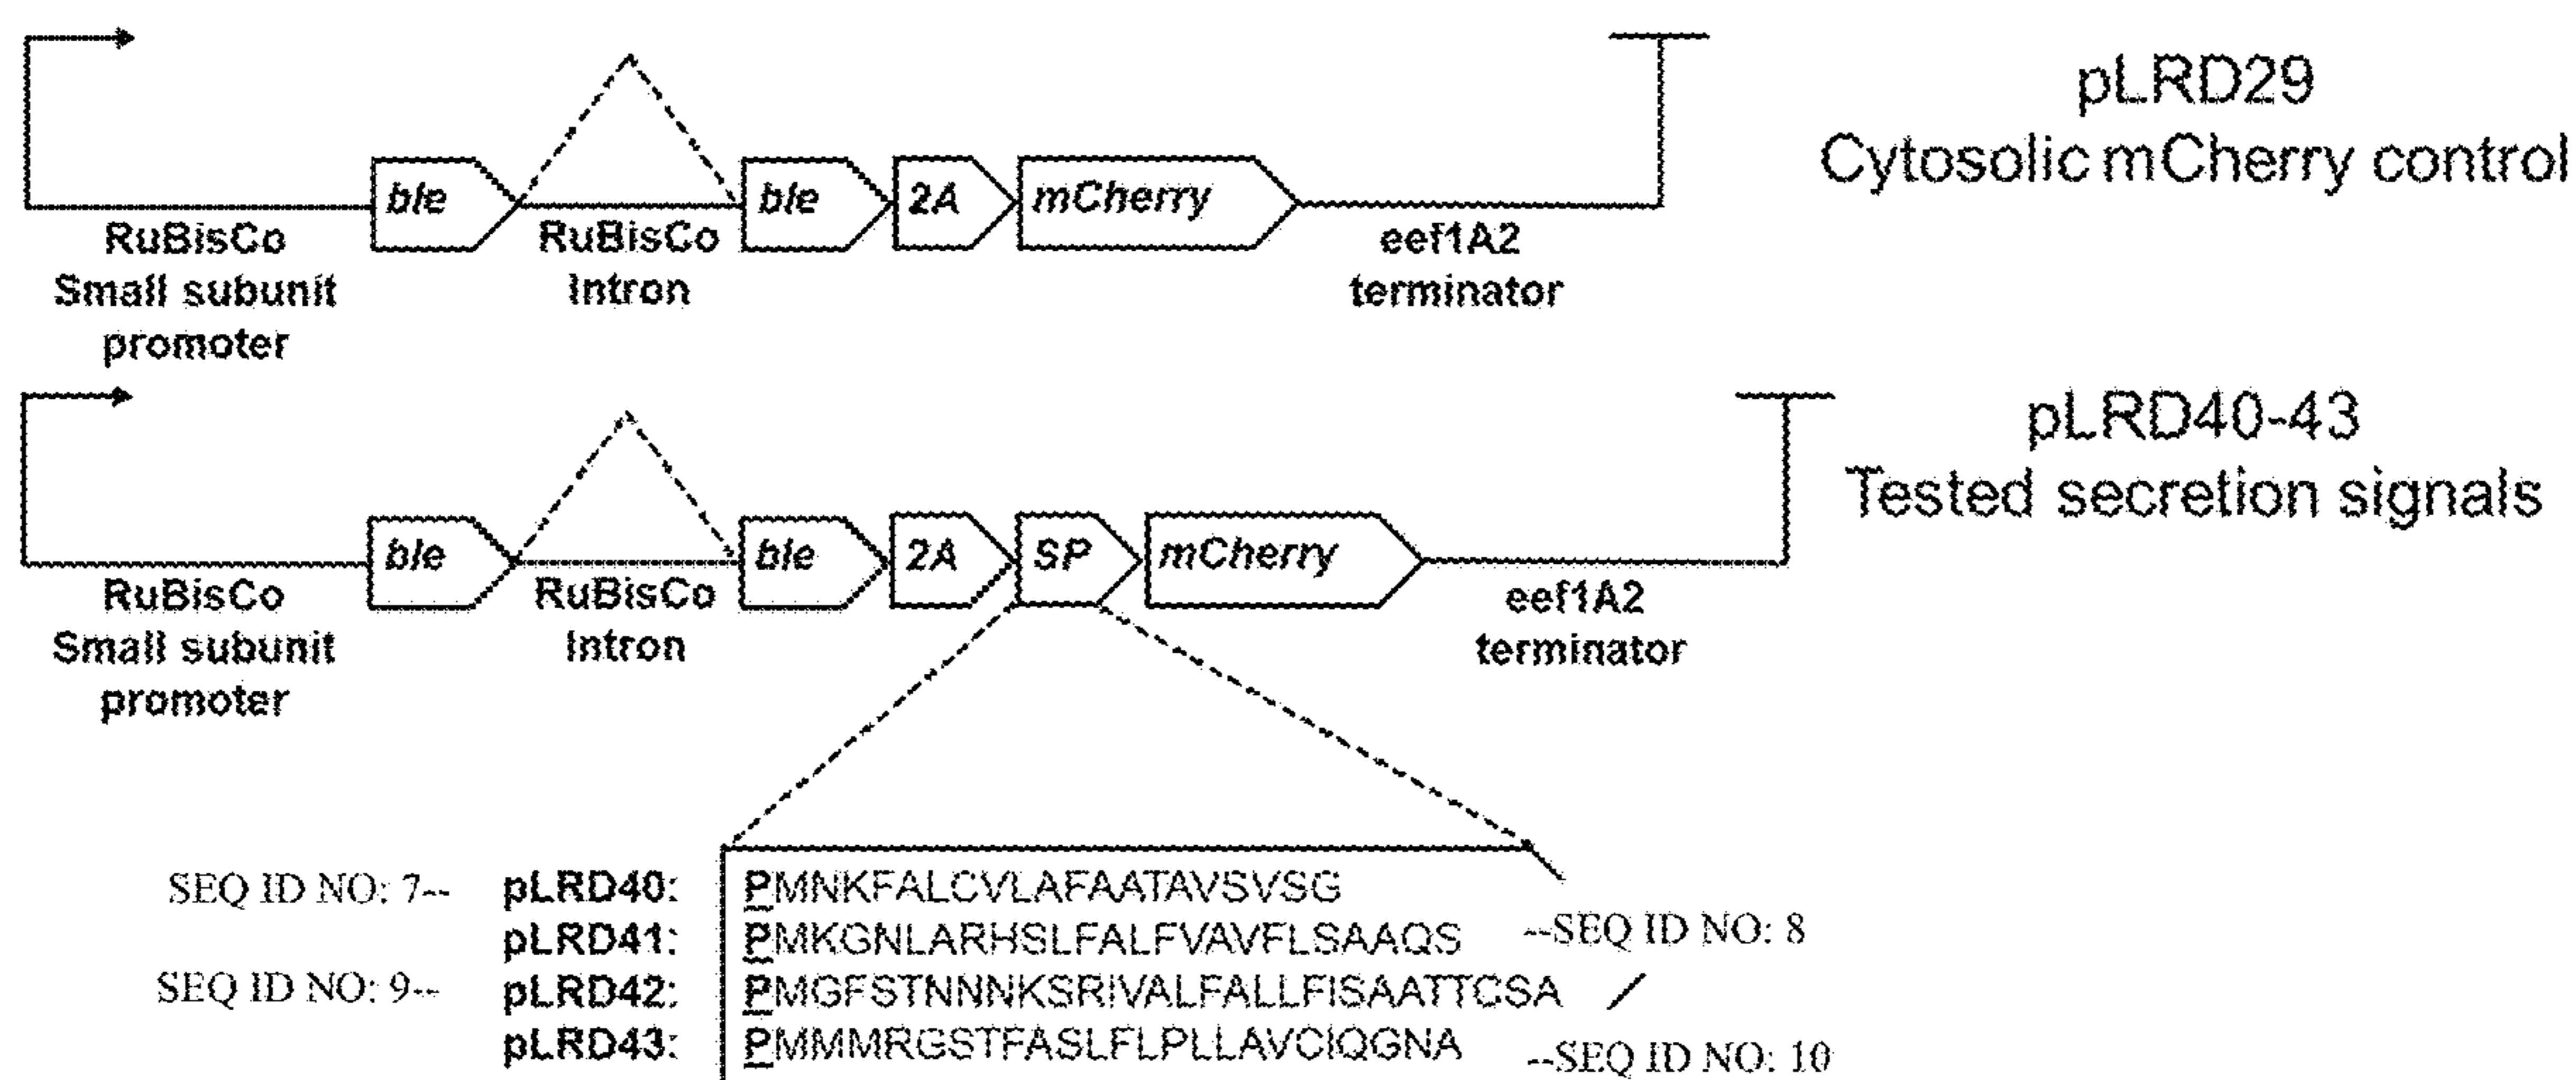 pLRD29
Cytosolic mCherry control
ble
ble
2A
mCherry
RuBisCo
Small subunit
promoter
RuBisCo
Intron
eef1A2
terminator
pLRD40-43
Tested secretion signals
ble
ble
2A
SP
mCherry
RuBisCo
Small subunit
promoter
RuBisCo
Intron
eef1A2
terminator
SEQ ID NO: 7-- pLRD40: PMNKFALCVLAFAATAVSVSG
pLRD41: PMKGNLARHSLFALFVAVFLSAAQS --SEQ ID NO: 8
SEQ ID NO: 9-- pLRD42: PMGFSTNNNKSRIVALFALLFISAATTCSA
pLRD43: PMMMRGSTFASLFLPLLAVCIQGNA --SEQ ID NO: 10